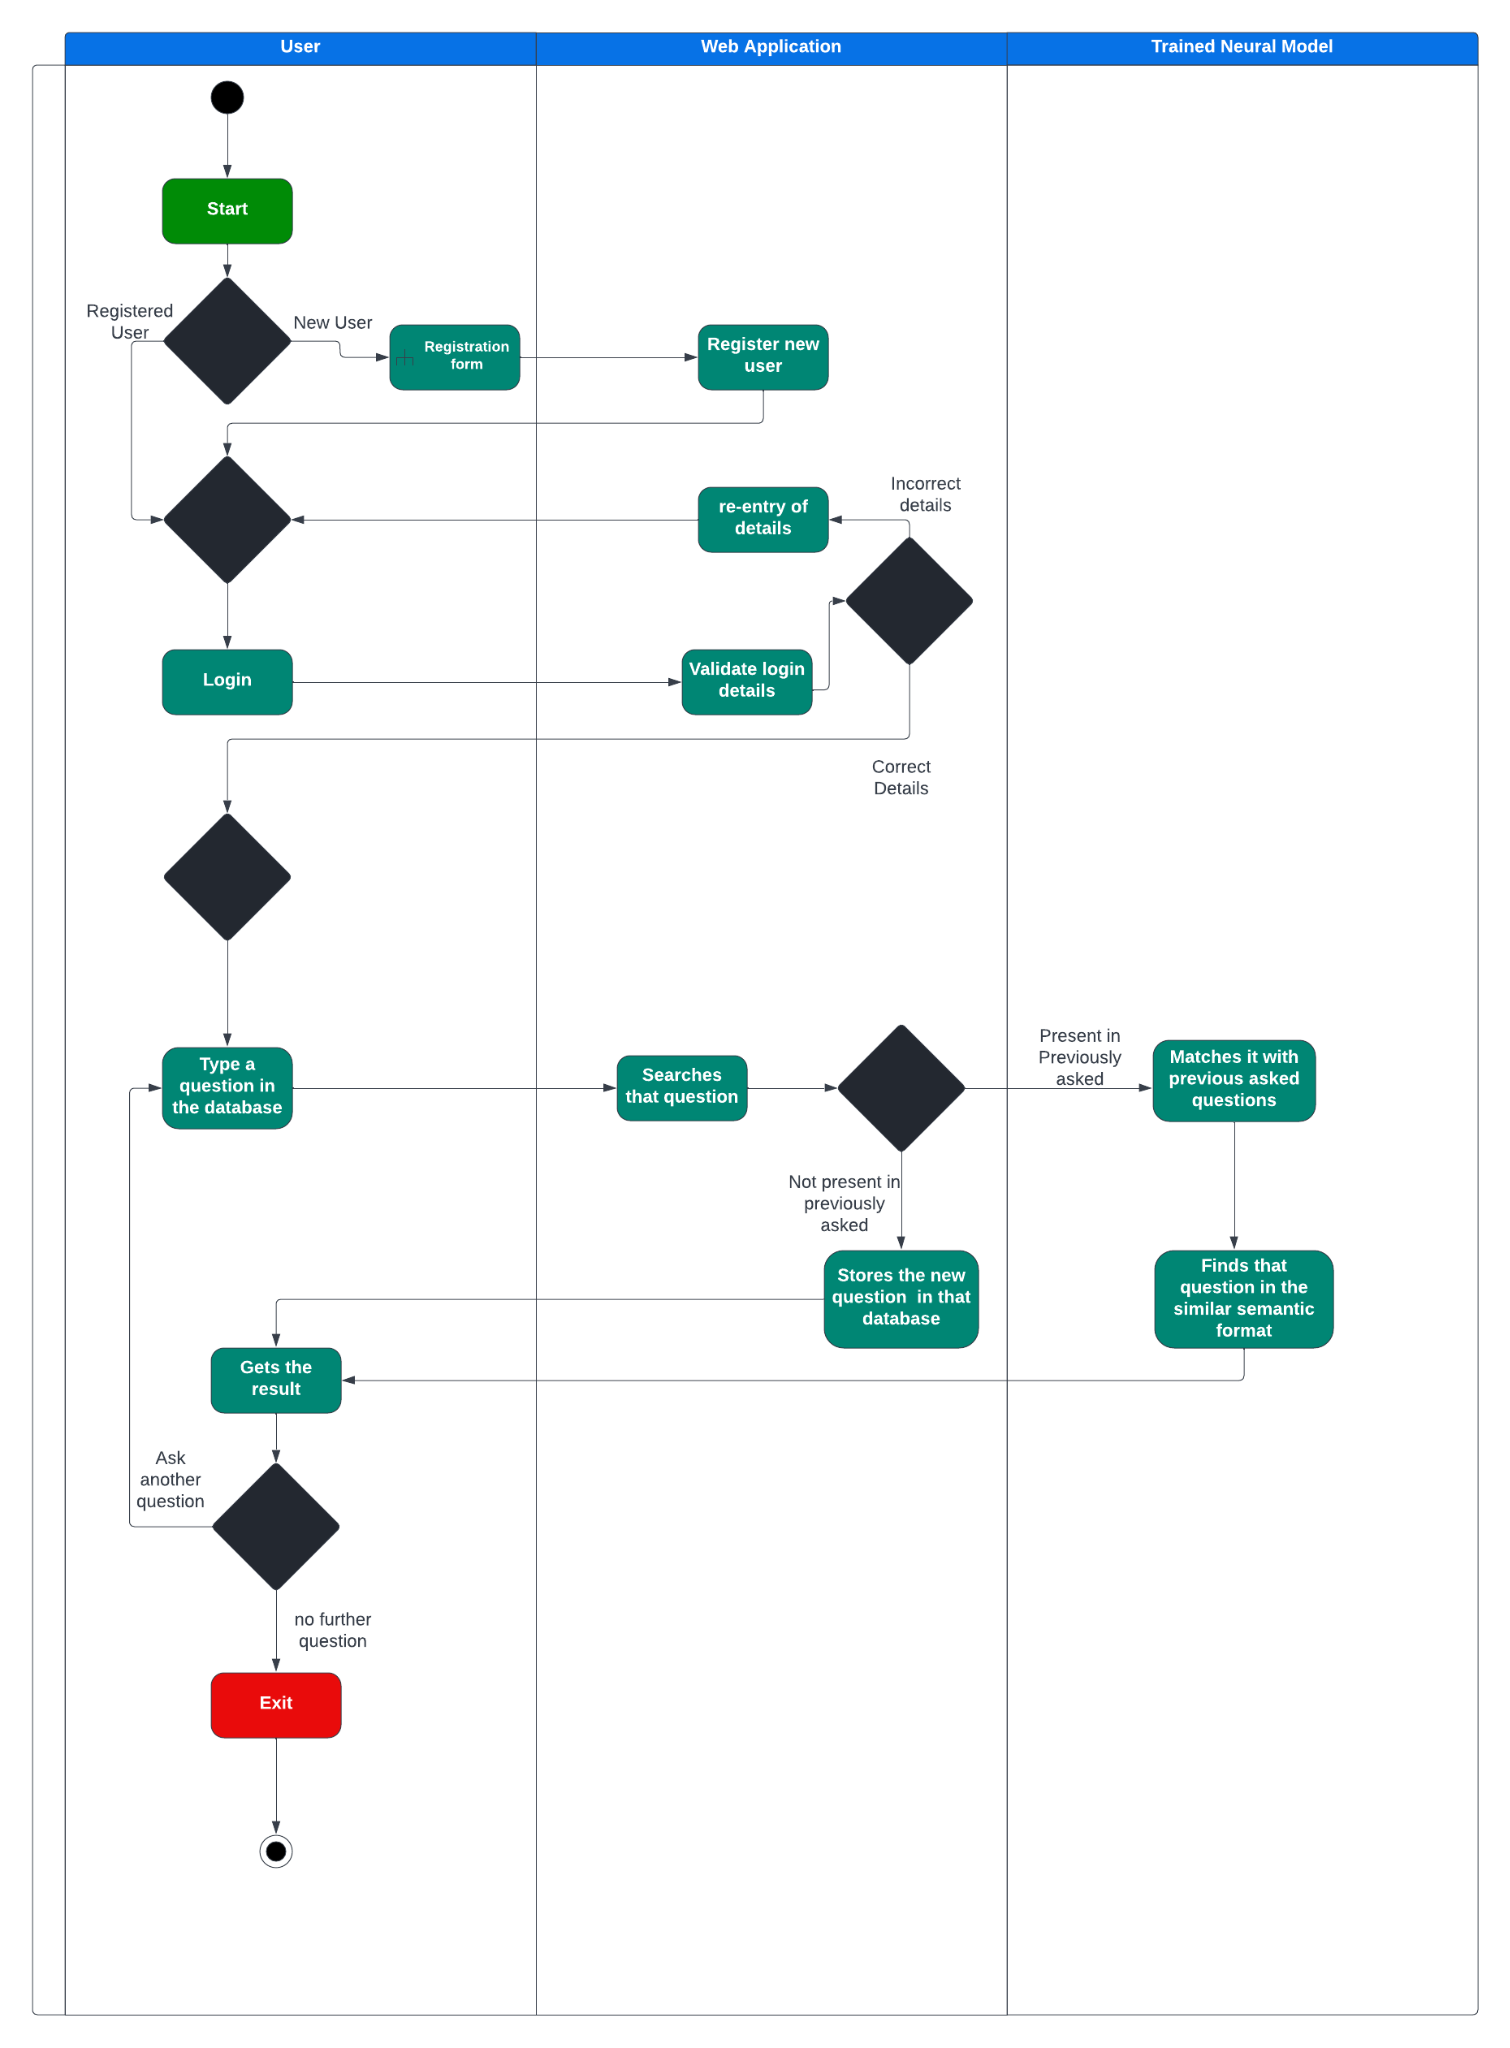 User
Web Application
Trained Neural Model
Start
Registered
User
New User
Registration
form
Register new
user
Incorrect
details
re-entry of
details
Login
Validate login
details
Correct
Details
Type a
question in
the database
Searches
that question
Present in
Previously
asked
Matches it with
previous asked
questions
Not present in
previously
asked
Stores the new
question  in that
database
Finds that
question in the
similar semantic
format
Gets the
result
Ask
another
question
no further
question
Exit